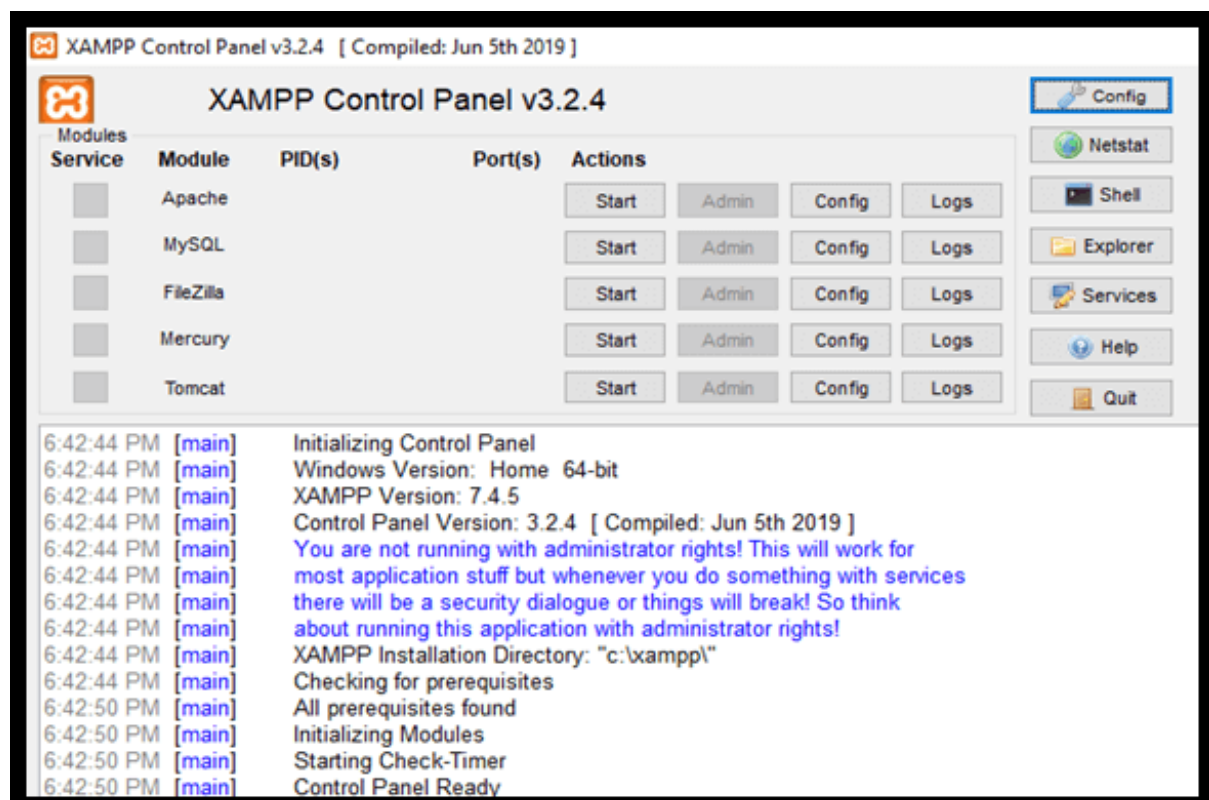 XAMPP Control Panel v3.2.4 [ Compiled: Jun 5th 2019 ]
XAMPP Control Panel v3.2.4
Config
Modules
Netstat
Service Module PID(s) Port(s) Actions
Apache Start Admin Config Logs
Shell
MySQL Start Admin Config Logs
Explorer
FileZilla Start Admin Config Logs
Services
Mercury Start Admin Config Logs
Help
Tomcat Start Admin Config Logs
Quit
6:42:44 PM [main] Initializing Control Panel
6:42:44 PM [main] Windows Version: Home 64-bit
6:42:44 PM [main] XAMPP Version: 7.4.5
6:42:44 PM [main] Control Panel Version: 3.2.4 [ Compiled: Jun 5th 2019 ]
6:42:44 PM [main] You are not running with administrator rights! This will work for
6:42:44 PM [main] most application stuff but whenever you do something with services
6:42:44 PM [main] there will be a security dialogue or things will break! So think
6:42:44 PM [main] about running this application with administrator rights!
6:42:44 PM [main] XAMPP Installation Directory: "c:\xampp\"
6:42:44 PM [main] Checking for prerequisites
6:42:50 PM [main] All prerequisites found
6:42:50 PM [main] Initializing Modules
6:42:50 PM [main] Starting Check-Timer
6:42:50 PM [main] Control Panel Ready